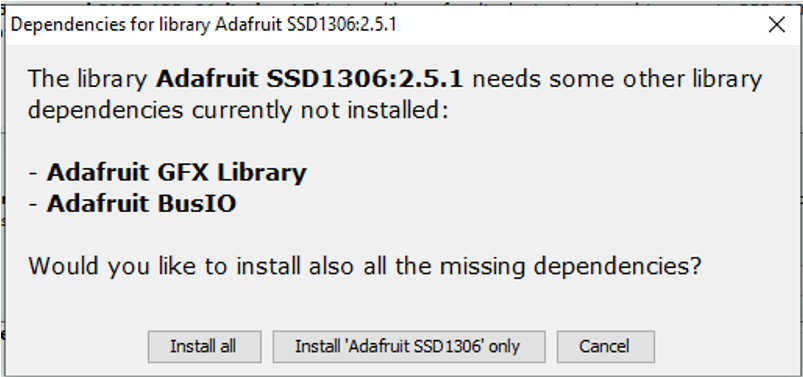 Dependencies for library Adafruit SSD1306:2.5.1
The library Adafruit SSD1306:2.5.1 needs some other library
dependencies currently not installed:
- Adafruit GFX Library
- Adafruit BusIO
Would you like to install also all the missing dependencies?
Install all
Install 'Adafruit SSD1306' only
Cancel